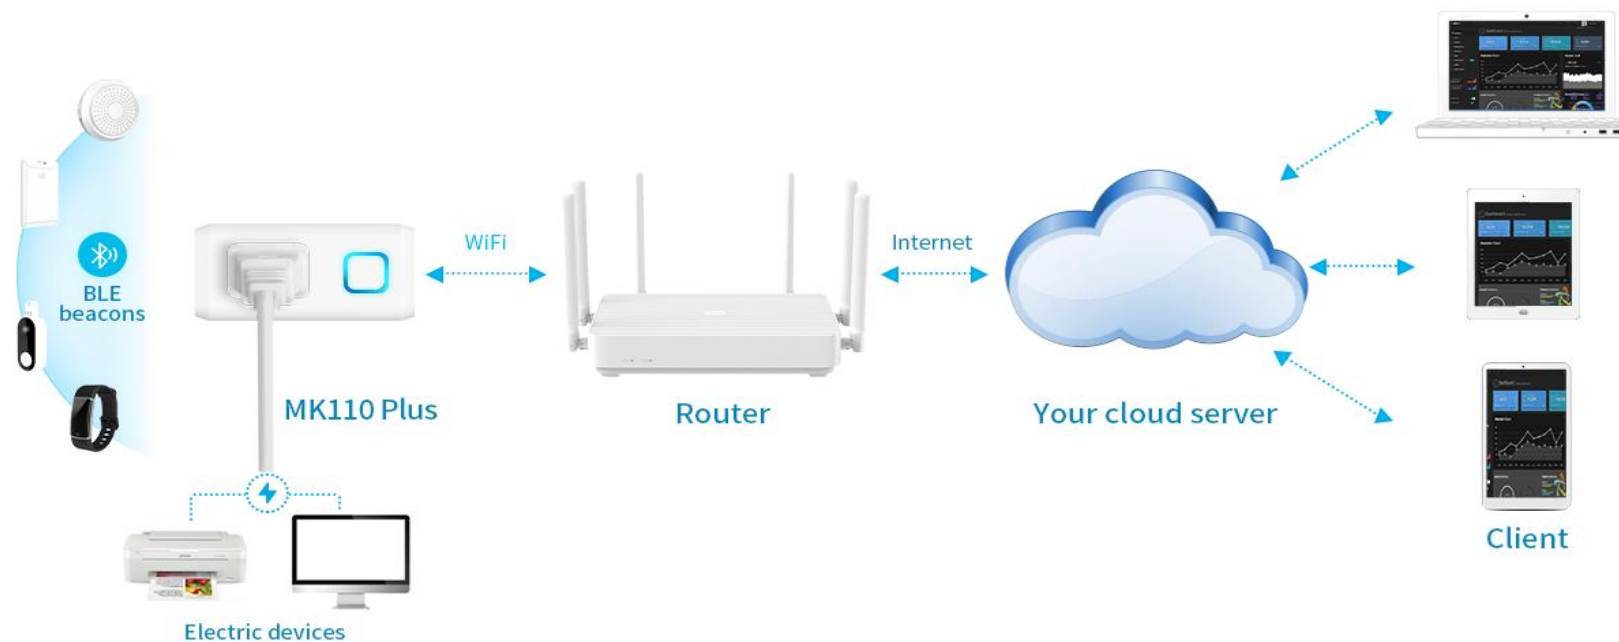 BLE
beacons
WiFi
Internet
MK110 Plus
Router
Your cloud server
Client
Electric devices